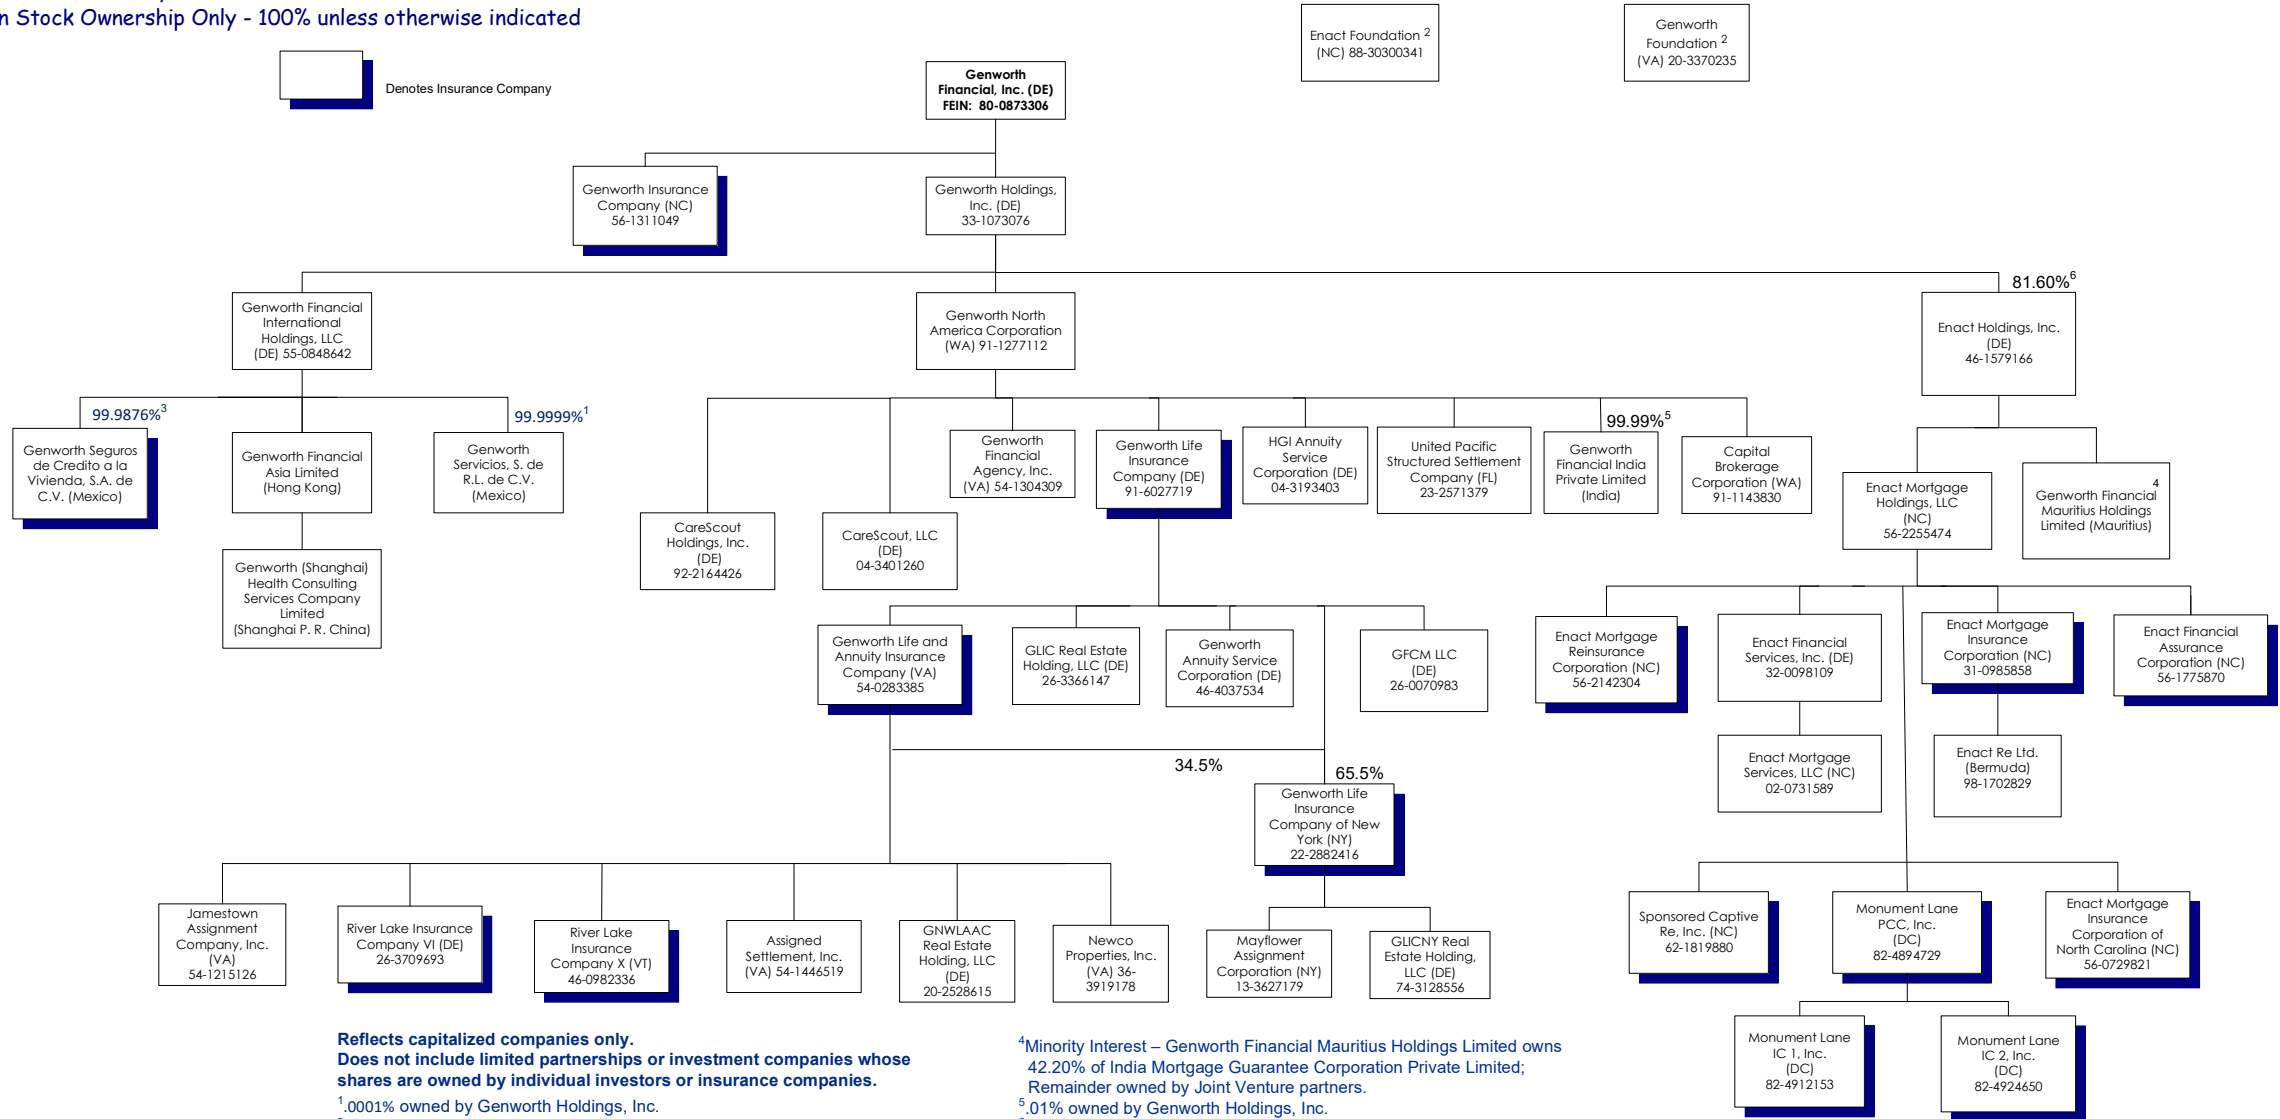 n Stock Ownership Only - 100% unless otherwise indicated
Denotes Insurance Company
Enact Foundation 2
(NC) 88-30300341
Genworth
Foundation 2
(VA) 20-3370235
Genworth
Financial, Inc. (DE)
FEIN: 80-0873306
Genworth Insurance
Company (NC)
56-1311049
Genworth Holdings,
Inc. (DE)
33-1073076
81.60%6
Genworth Financial
International
Holdings, LLC
(DE) 55-0848642
Genworth North
America Corporation
(WA) 91-1277112
Enact Holdings, Inc.
(DE)
46-1579166
99.9876%3
99.9999%1
99.99%5
Genworth Seguros
de Credito a la
Vivienda, S.A. de
C.V. (Mexico)
Genworth Financial
Asia Limited
(Hong Kong)
Genworth
Servicios, S. de
R.L. de C.V.
(Mexico)
Genworth (Shanghai)
Health Consulting
Services Company
Limited
(Shanghai P. R. China)
CareScout
Holdings, Inc.
(DE)
92-2164426
CareScout, LLC
(DE)
04-3401260
Genworth
Financial
Agency, Inc.
(VA) 54-1304309
Genworth Life
Insurance
Company (DE)
91-6027719
HGI Annuity
Service
Corporation (DE)
04-3193403
United Pacific
Structured Settlement
Company (FL)
23-2571379
Genworth
Financial India
Private Limited
(India)
Capital
Brokerage
Corporation (WA)
91-1143830
Enact Mortgage
Holdings, LLC
(NC)
56-2255474
4
Genworth Financial
Mauritius Holdings
Limited (Mauritius)
Genworth Life and
Annuity Insurance
Company (VA)
54-0283385
GLIC Real Estate
Holding, LLC (DE)
26-3366147
Genworth
Annuity Service
Corporation (DE)
46-4037534
GFCM LLC
(DE)
26-0070983
Enact Mortgage
Reinsurance
Corporation (NC)
56-2142304
Enact Financial
Services, Inc. (DE)
32-0098109
Enact Mortgage
Insurance
Corporation (NC)
31-0985858
Enact Financial
Assurance
Corporation (NC)
56-1775870
Enact Mortgage
Services, LLC (NC)
02-0731589
Enact Re Ltd.
(Bermuda)
98-1702829
34.5%
65.5%
Genworth Life
Insurance
Company of New
York (NY)
22-2882416
Jamestown
Assignment
Company, Inc.
(VA)
54-1215126
River Lake Insurance
Company VI (DE)
26-3709693
River Lake
Insurance
Company X (VT)
46-0982336
Assigned
Settlement, Inc.
(VA) 54-1446519
GNWLAAC
Real Estate
Holding, LLC
(DE)
20-2528615
Newco
Properties, Inc.
(VA) 36-
3919178
Mayflower
Assignment
Corporation (NY)
13-3627179
GLICNY Real
Estate Holding,
LLC (DE)
74-3128556
Sponsored Captive
Re, Inc. (NC)
62-1819880
Monument Lane
PCC, Inc.
(DC)
82-4894729
Enact Mortgage
Insurance
Corporation of
North Carolina (NC)
56-0729821
Monument Lane
IC 1, Inc.
(DC)
82-4912153
Monument Lane
IC 2, Inc.
(DC)
82-4924650
Reflects capitalized companies only.
Does not include limited partnerships or investment companies whose
shares are owned by individual investors or insurance companies.
1.0001% owned by Genworth Holdings, Inc.
4Minority Interest – Genworth Financial Mauritius Holdings Limited owns
42.20% of India Mortgage Guarantee Corporation Private Limited;
Remainder owned by Joint Venture partners.
5.01% owned by Genworth Holdings, Inc.